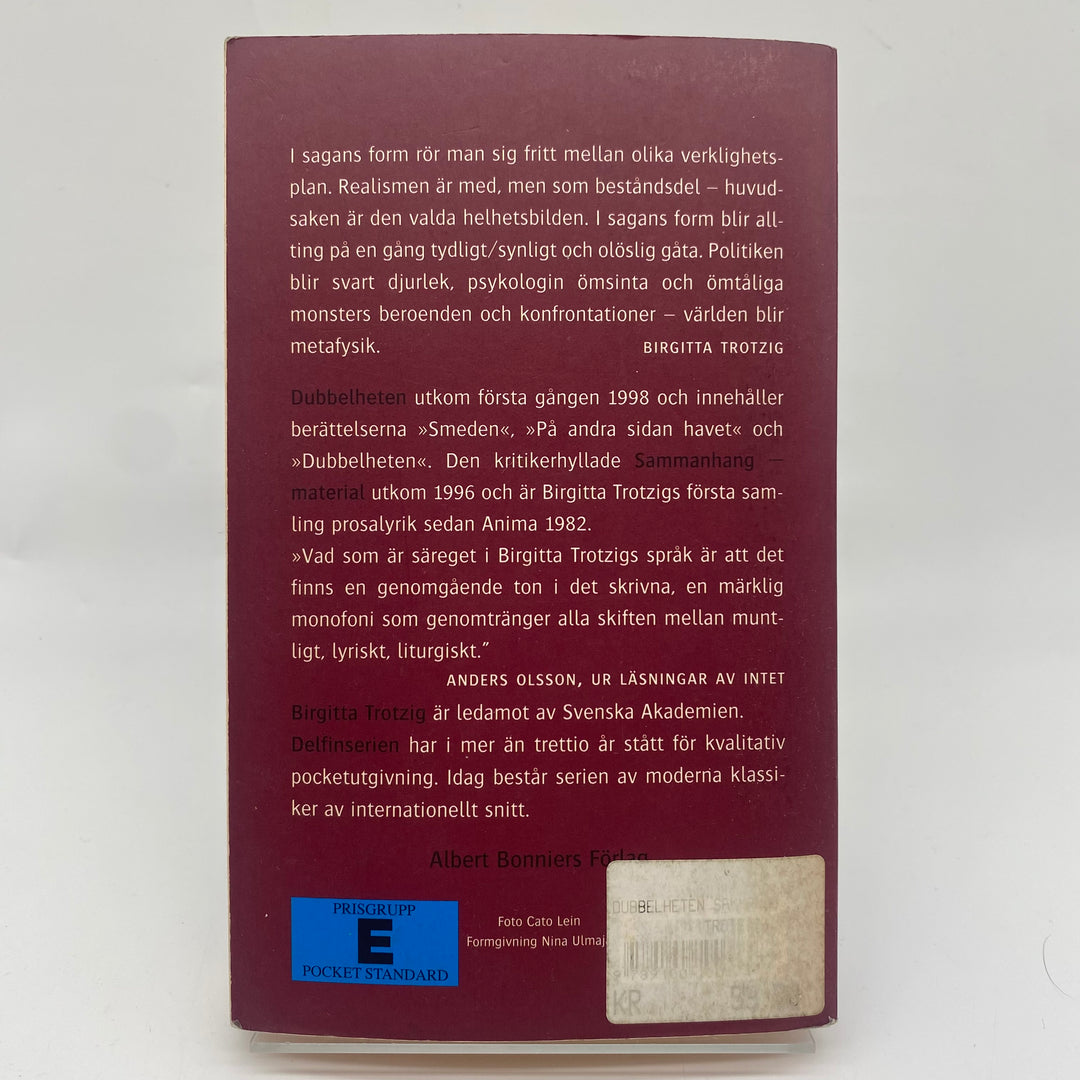 I sagans form rör man sig fritt mellan olika verklighets-
plan. Realismen är med, men som beståndsdel – huvud-
saken är den valda helhetsbilden. I sagans form blir all-
ting på en gång tydligt/synligt och olöslig gåta. Politiken
blir svart djurlek, psykologin ömsinta och ömtåliga
monsters beroenden och konfrontationer – världen blir
metafysik. BIRGITTA TROTZIG
Dubbelheten utkom första gången 1998 och innehåller
berättelserna »Smeden«, »På andra sidan havet« och
»Dubbelheten«. Den kritikerhyllade Sammanhang –
material utkom 1996 och är Birgitta Trotzigs första sam-
ling prosalyrik sedan Anima 1982.
»Vad som är säreget i Birgitta Trotzigs språk är att det
finns en genomgående ton i det skrivna, en märklig
monofoni som genomtränger alla skiften mellan munt-
ligt, lyriskt, liturgiskt.”
ANDERS OLSSON, UR LÄSNINGAR AV INTET
Birgitta Trotzig är ledamot av Svenska Akademien.
Delfinserien har i mer än trettio år stått för kvalitativ
pocketutgivning. Idag består serien av moderna klassi-
ker av internationellt snitt.
Albert Bonniers Förlag
PRISGRUPP
E
POCKET STANDARD
Foto Cato Lein
Formgivning Nina Ulmaja
DUBBELHETEN
KR